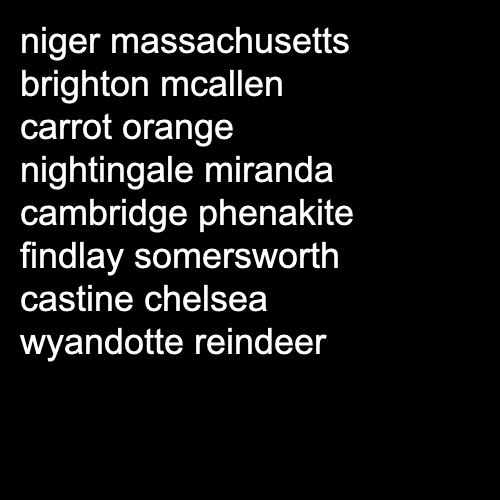 niger massachusetts
brighton mcallen
carrot orange
nightingale miranda
cambridge phenakite
findlay somersworth
castine chelsea
wyandotte reindeer